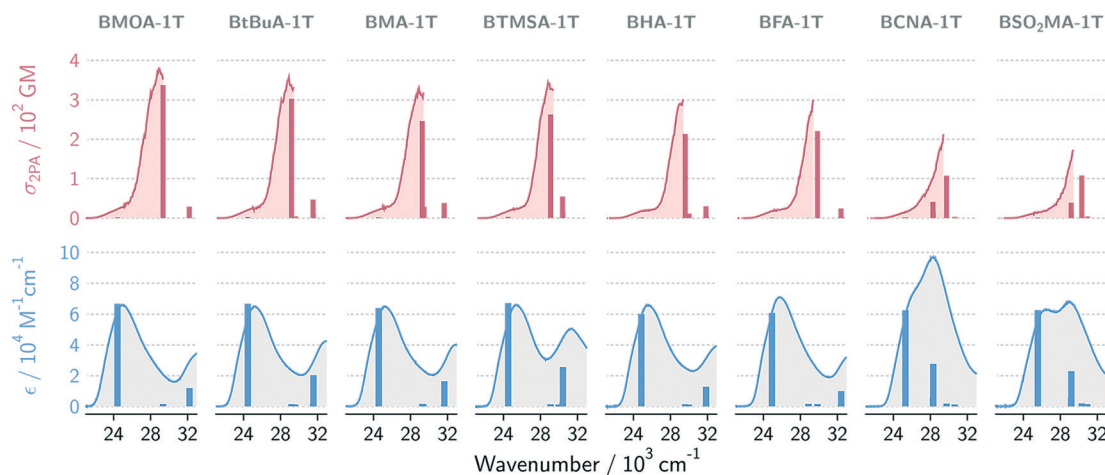 BMOA-1T BtBuA-1T BMA-1T BTMSA-1T BHA-1T BFA-1T BCNA-1T BSO₂MA-1T
σ₂PA / 10² GM
4
3
2
1
0
ϵ / 10⁴ M⁻¹cm⁻¹
10
8
6
4
2
0
24 28 32 24 28 32 24 28 32 24 28 32 24 28 32 24 28 32 24 28 32 24 28 32
Wavenumber / 10³ cm⁻¹